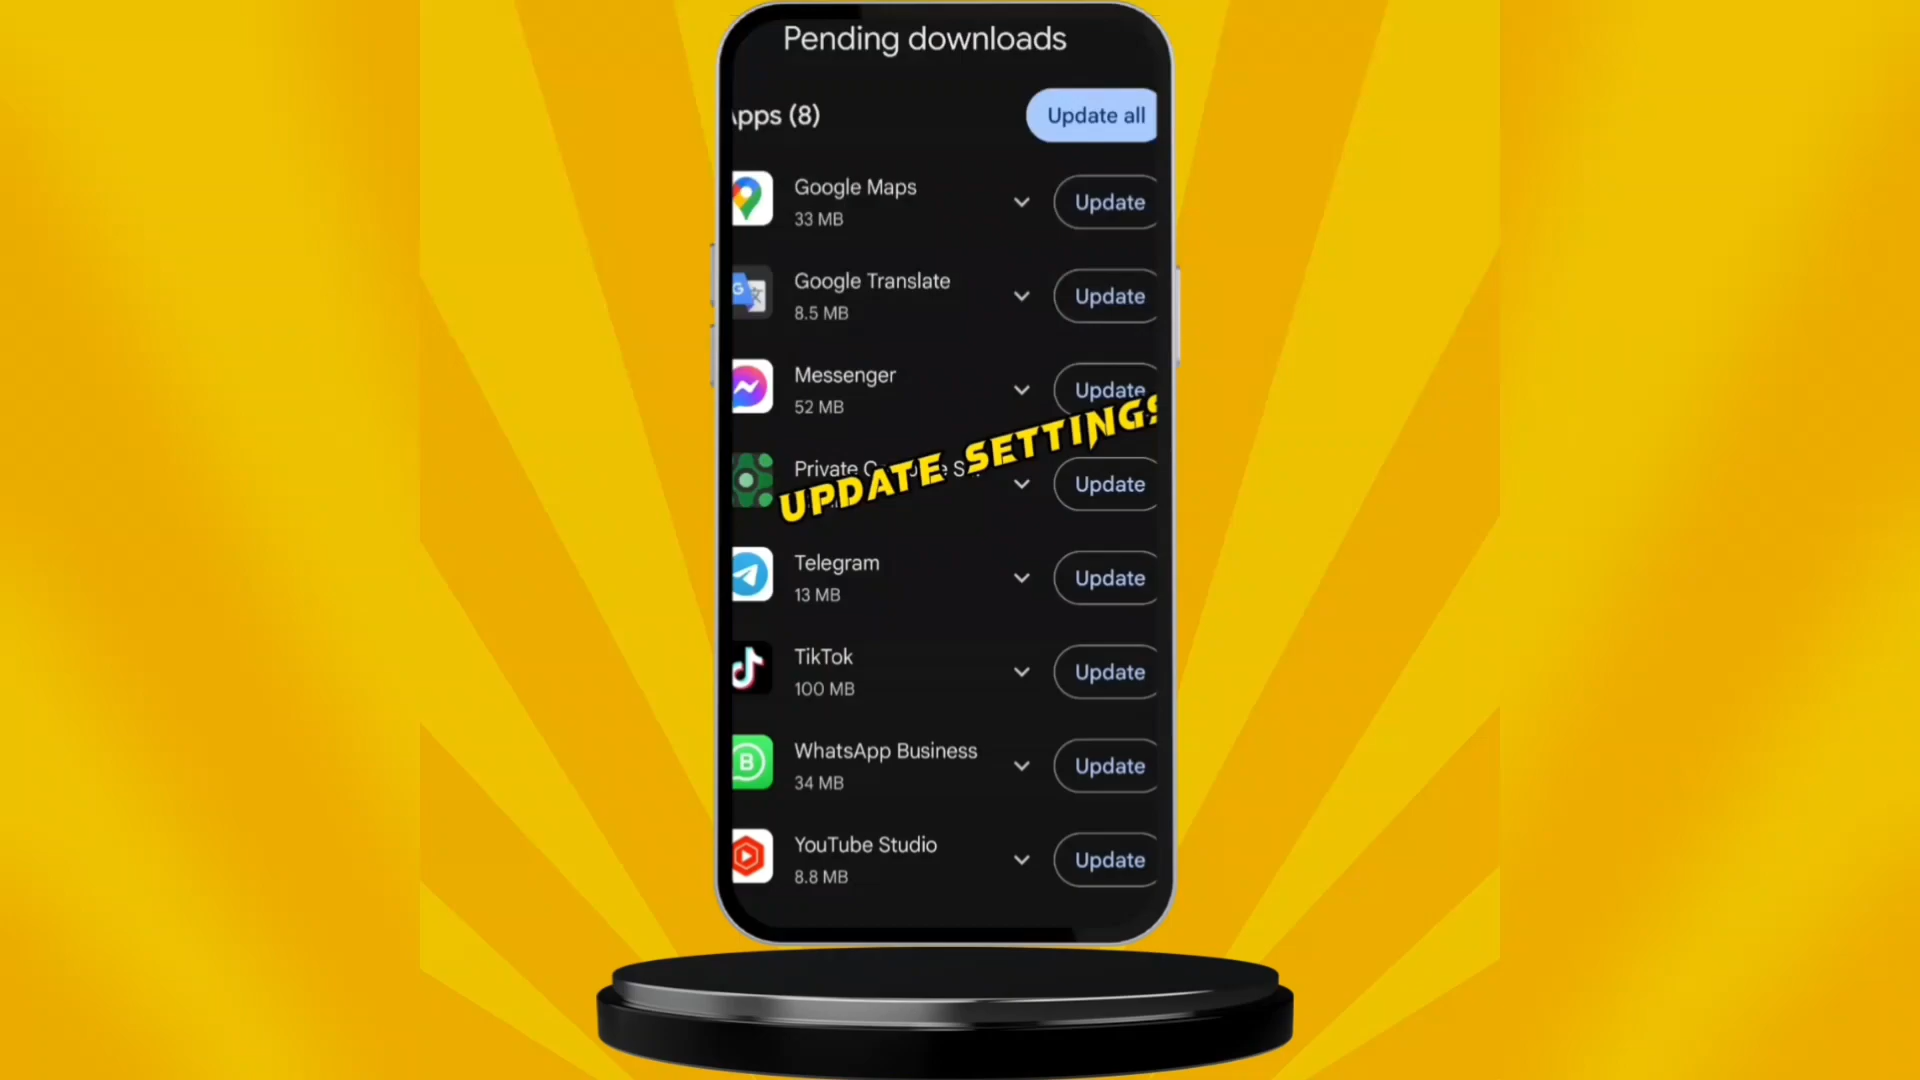 Pending downloads
Apps (8)
Update all
Google Maps
33 MB
Update
Google Translate
8.5 MB
Update
Messenger
52 MB
Update
UPDATE SETTINGS
Private
Update
Telegram
13 MB
Update
TikTok
100 MB
Update
WhatsApp Business
34 MB
Update
YouTube Studio
8.8 MB
Update